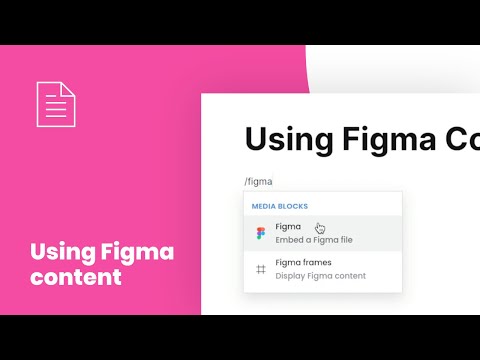 Using Figma Co
/figma
MEDIA BLOCKS
Figma
Embed a Figma file
Figma frames
Display Figma content
Using Figma
content